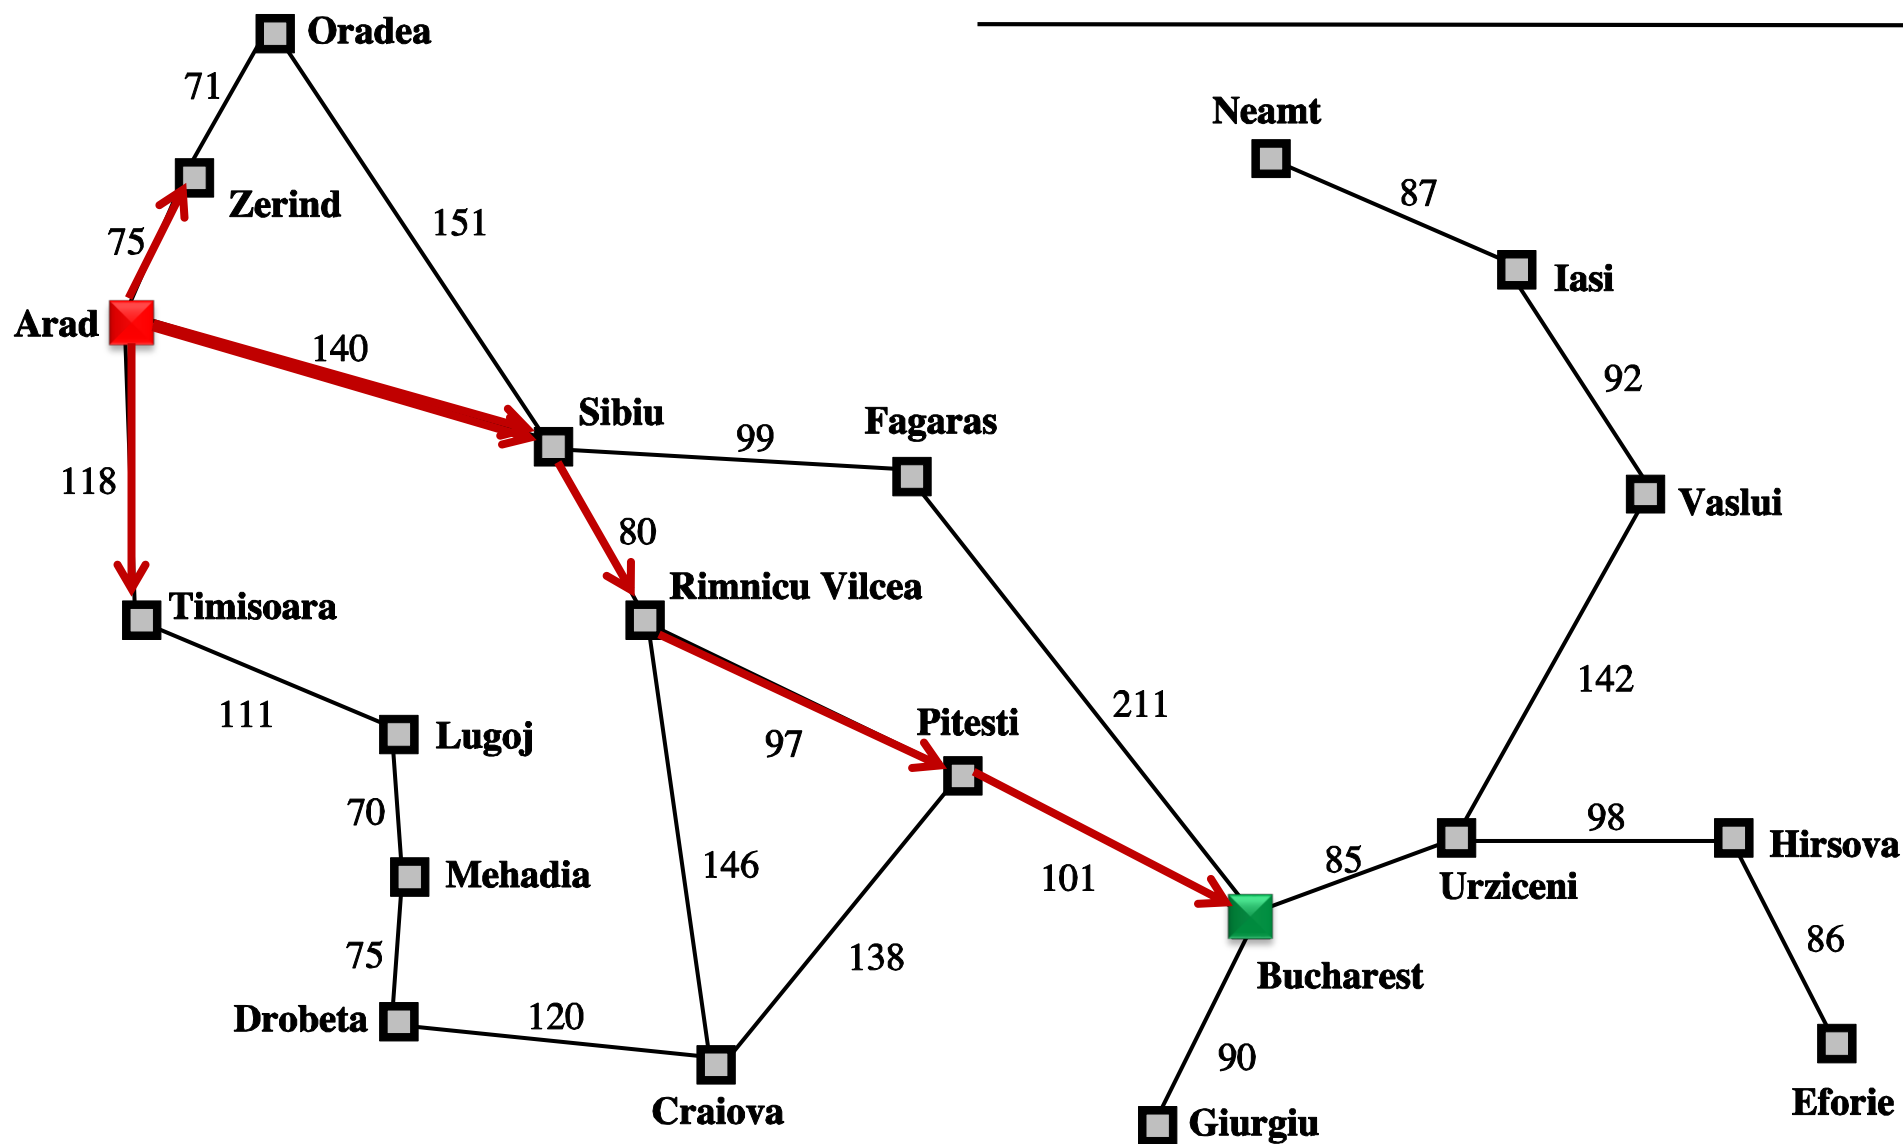 Oradea
71
Neamt
87
Zerind
151
75
Iasi
Arad
140
92
Sibiu
Fagaras
99
118
Vaslui
80
Rimnicu Vilcea
Timisoara
142
111
211
Pitesti
Lugoj
97
70
98
Hirsova
85
146
101
Mehadia
Urziceni
86
75
138
Bucharest
Drobeta
120
90
Craiova
Eforie
Giurgiu